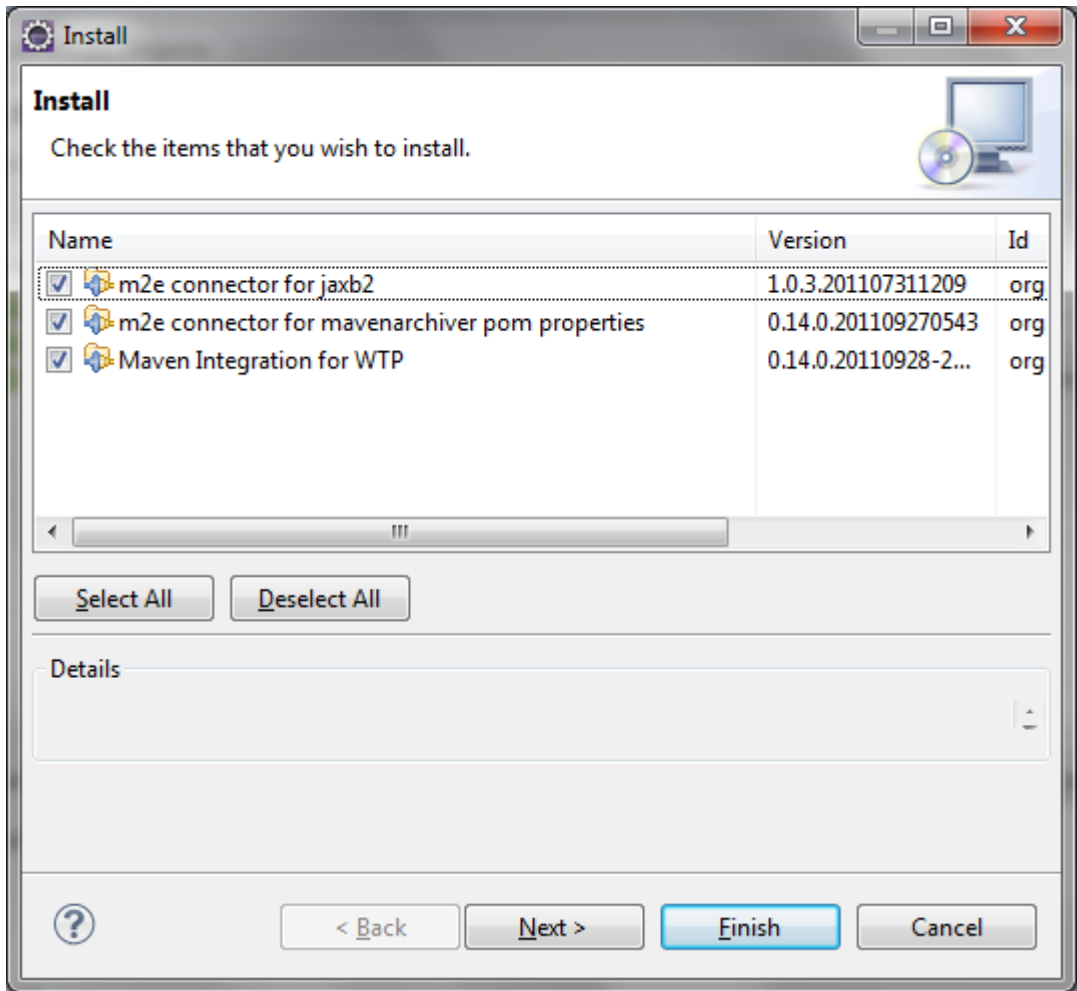 Install
Install
Check the items that you wish to install.
Name Version Id
m2e connector for jaxb2 1.0.3.201107311209 org
m2e connector for mavenarchiver pom properties 0.14.0.201109270543 org
Maven Integration for WTP 0.14.0.20110928-2... org
Select All Deselect All
Details
? < Back Next > Finish Cancel